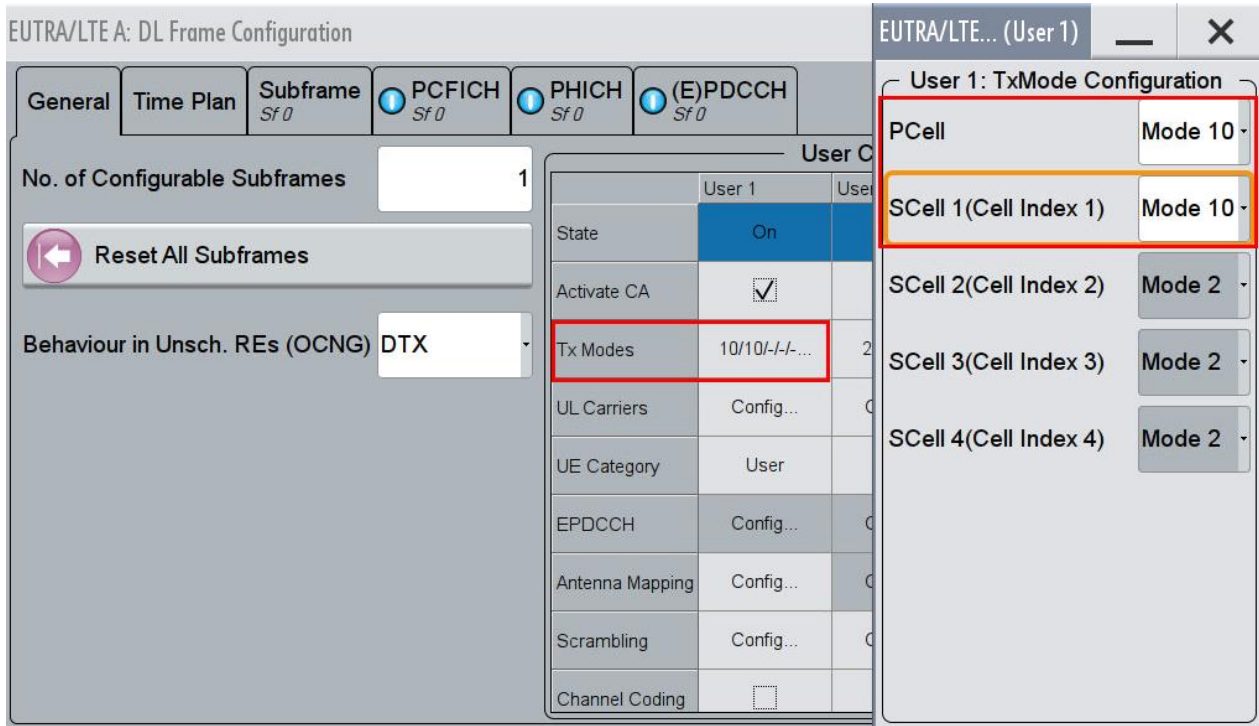 EUTRA/LTE A: DL Frame Configuration
General
Time Plan
Subframe
Sf 0
PCFICH
Sf 0
PHICH
Sf 0
(E)PDCCH
Sf 0
No. of Configurable Subframes 1
Reset All Subframes
Behaviour in Unsch. REs (OCNG) DTX
User C
User 1 User
State On
Activate CA
Tx Modes 10/10/-/-/-... 2
UL Carriers Config... C
UE Category User
EPDCCH Config... C
Antenna Mapping Config... C
Scrambling Config... C
Channel Coding
EUTRA/LTE... (User 1)
User 1: TxMode Configuration
PCell Mode 10
SCell 1(Cell Index 1) Mode 10
SCell 2(Cell Index 2) Mode 2
SCell 3(Cell Index 3) Mode 2
SCell 4(Cell Index 4) Mode 2